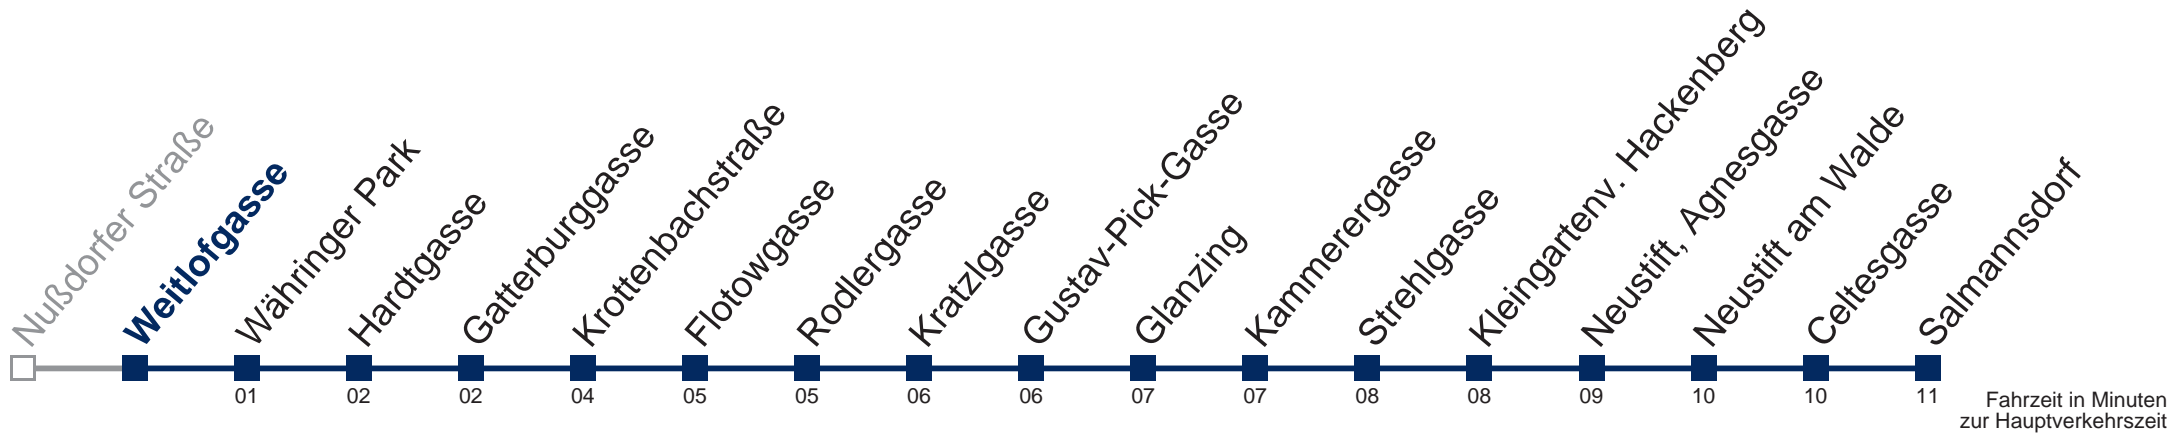 Nußdorfer Straße
Weitlofgasse
Währinger Park
Hardtgasse
Gatterburggasse
Krottenbachstraße
Flotowgasse
Rodlergasse
Kratzlgasse
Gustav-Pick-Gasse
Glanzing
Kammerergasse
Strehlgasse
Kleingartenv. Hackenberg
Neustift, Agnesgasse
Neustift am Walde
Celtesgasse
Salmannsdorf
01 02 02 04 05 05 06 06 07 07 08 08 09 10 10 11
Fahrzeit in Minuten
zur Hauptverkehrszeit